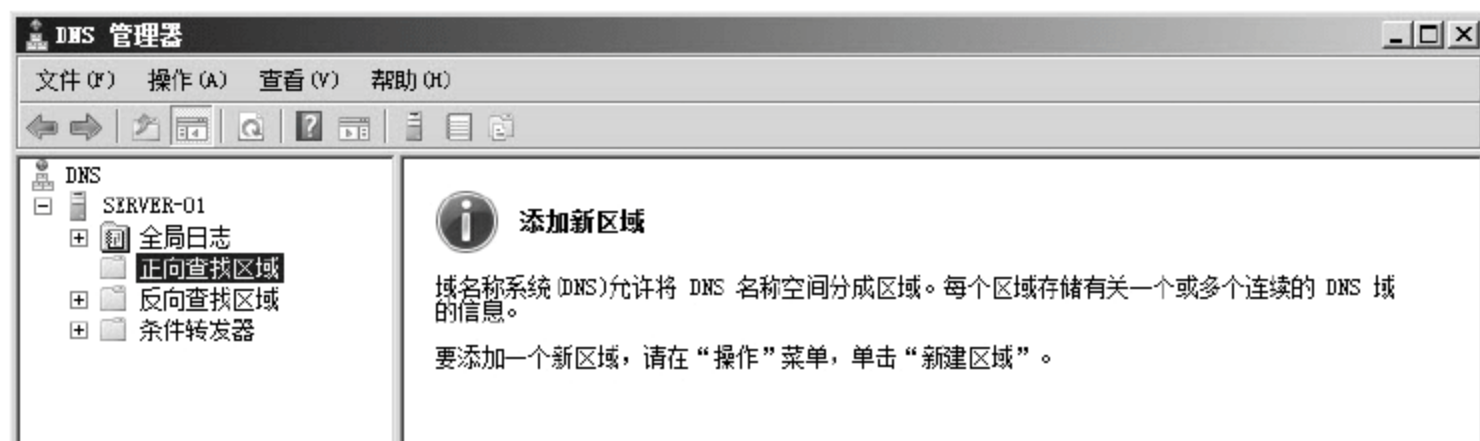 DNS 管理器
文件(F) 操作(A) 查看(V) 帮助(H)
DNS
SERVER-01
全局日志
正向查找区域
反向查找区域
条件转发器
添加新区域
域名称系统(DNS)允许将 DNS 名称空间分成区域。每个区域存储有关一个或多个连续的 DNS 域
的信息。
要添加一个新区域，请在“操作”菜单，单击“新建区域”。